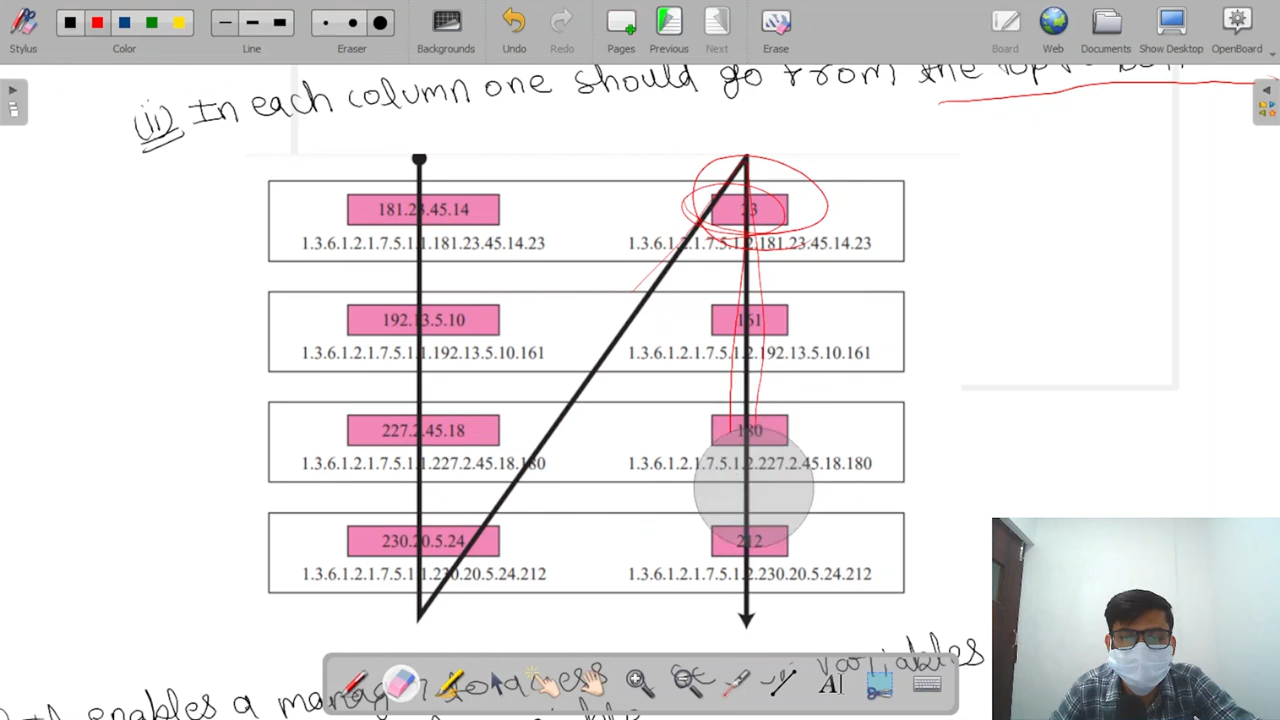 Stylus
Color
Line
Eraser
Backgrounds
Undo
Redo
Pages
Previous
Next
Erase
Board
Web
Documents
Show Desktop
OpenBoard
(ii) In each column one should go from the top
181.23.45.14 23
1.3.6.1.2.1.7.5.1.1.181.23.45.14.23 1.3.6.1.2.1.7.5.1.2.181.23.45.14.23
192.13.5.10 161
1.3.6.1.2.1.7.5.1.1.192.13.5.10.161 1.3.6.1.2.1.7.5.1.2.192.13.5.10.161
227.2.45.18 180
1.3.6.1.2.1.7.5.1.1.227.2.45.18.180 1.3.6.1.2.1.7.5.1.2.227.2.45.18.180
230.20.5.24 212
1.3.6.1.2.1.7.5.1.1.230.20.5.24.212 1.3.6.1.2.1.7.5.1.2.230.20.5.24.212
variables
enables a